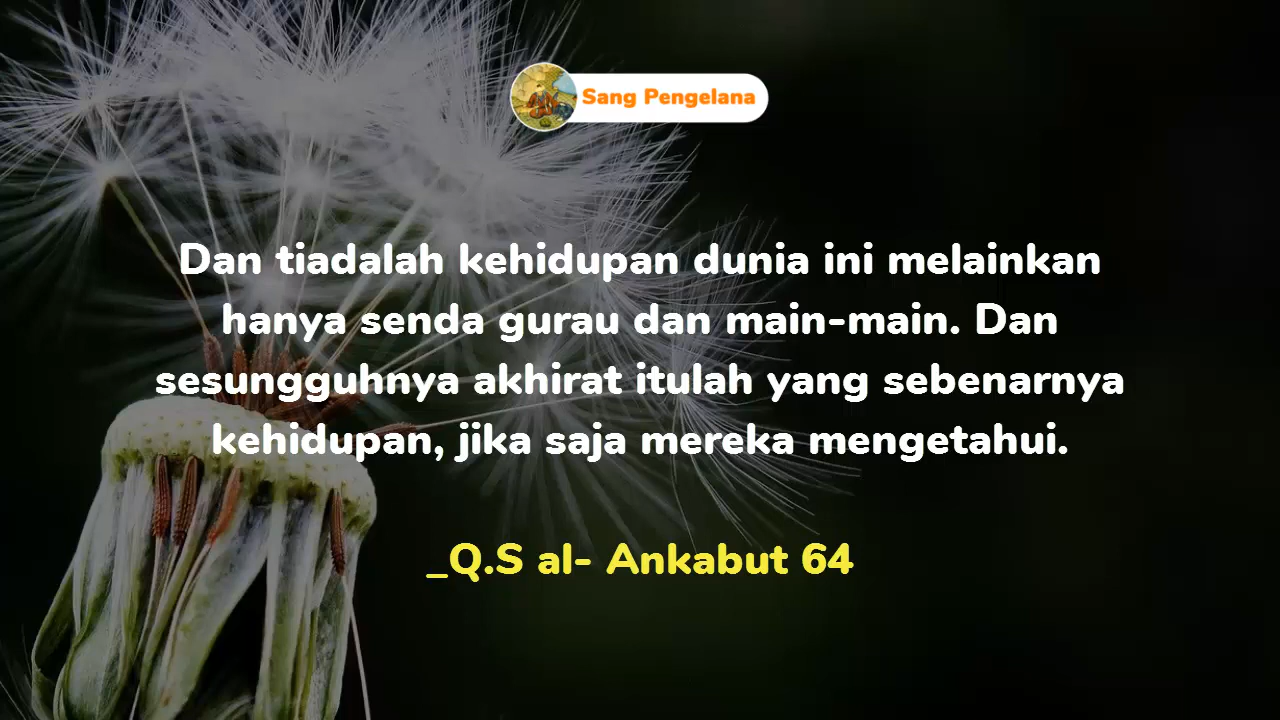 Sang Pengelana
Dan tiadalah kehidupan dunia ini melainkan
hanya senda gurau dan main-main. Dan
sesungguhnya akhirat itulah yang sebenarnya
kehidupan, jika saja mereka mengetahui.
_Q.S al- Ankabut 64